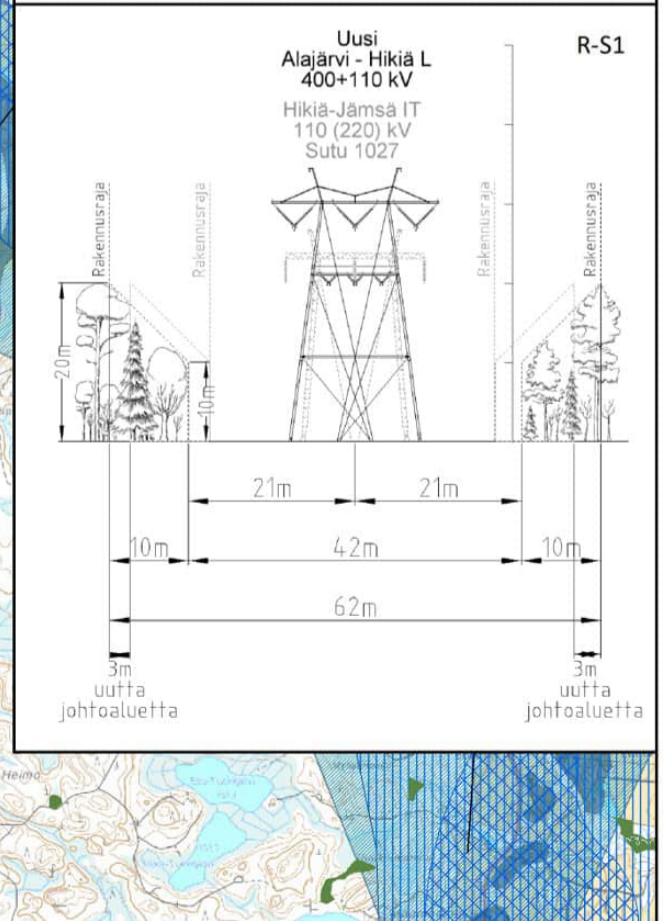 Uusi
Alajärvi - Hikiä L
400+110 kV
R-S1
Hikiä-Jämsä IT
110 (220) kV
Sutu 1027
Rakennusraja
Rakennusraja
Rakennusraja
Rakennusraja
20m
10m
21m
21m
10m
42m
10m
62m
3m
uutta
johtoaluetta
3m
uutta
johtoaluetta
Heimo